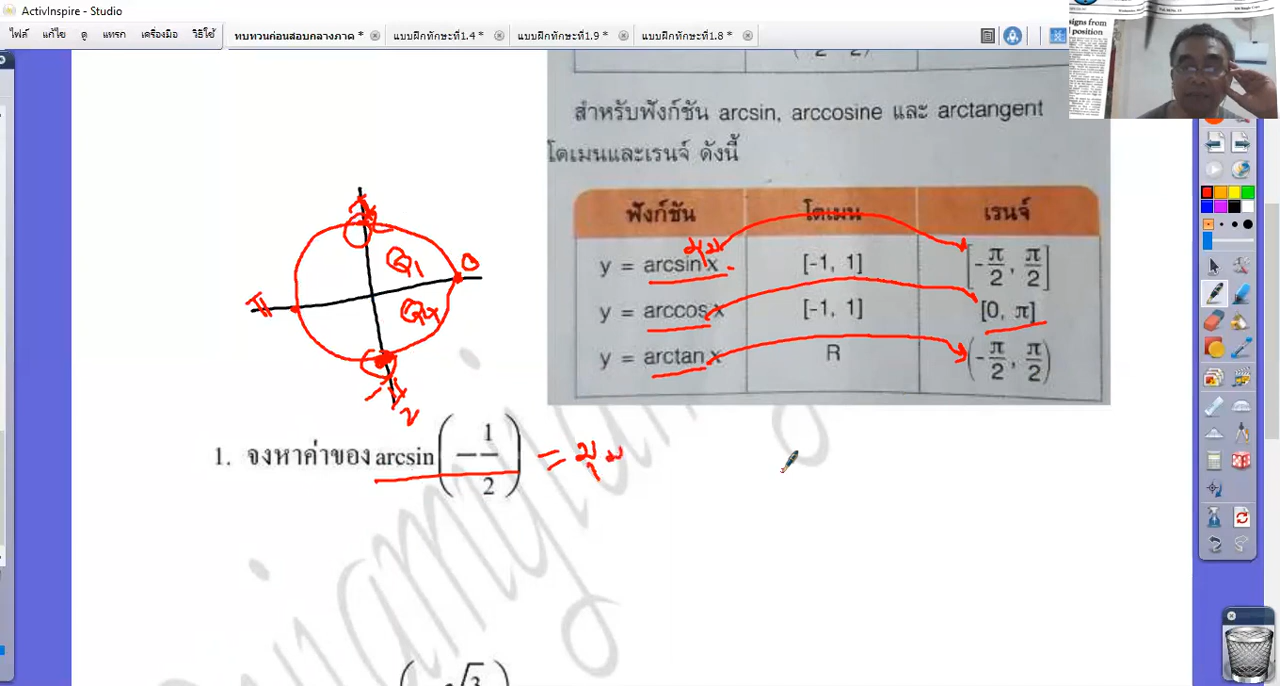 ActivInspire - Studio
ไฟล์ แก้ไข ดู แทรก เครื่องมือ วิธีใช้
ทบทวนก่อนสอบกลางภาค * แบบฝึกทักษะที่1.4 * แบบฝึกทักษะที่1.9 * แบบฝึกทักษะที่1.8 *
signs from
position
สำหรับฟังก์ชัน arcsin, arccosine และ arctangent
โดเมนและเรนจ์ ดังนี้
ฟังก์ชัน โดเมน เรนจ์
มุม
y = arcsin x [-1, 1] [-π/2, π/2]
y = arccos x [-1, 1] [0, π]
y = arctan x R (-π/2, π/2)
π/2
Q1 0
π Q4
-π/2
1. จงหาค่าของ arcsin(-1/2) = มุม